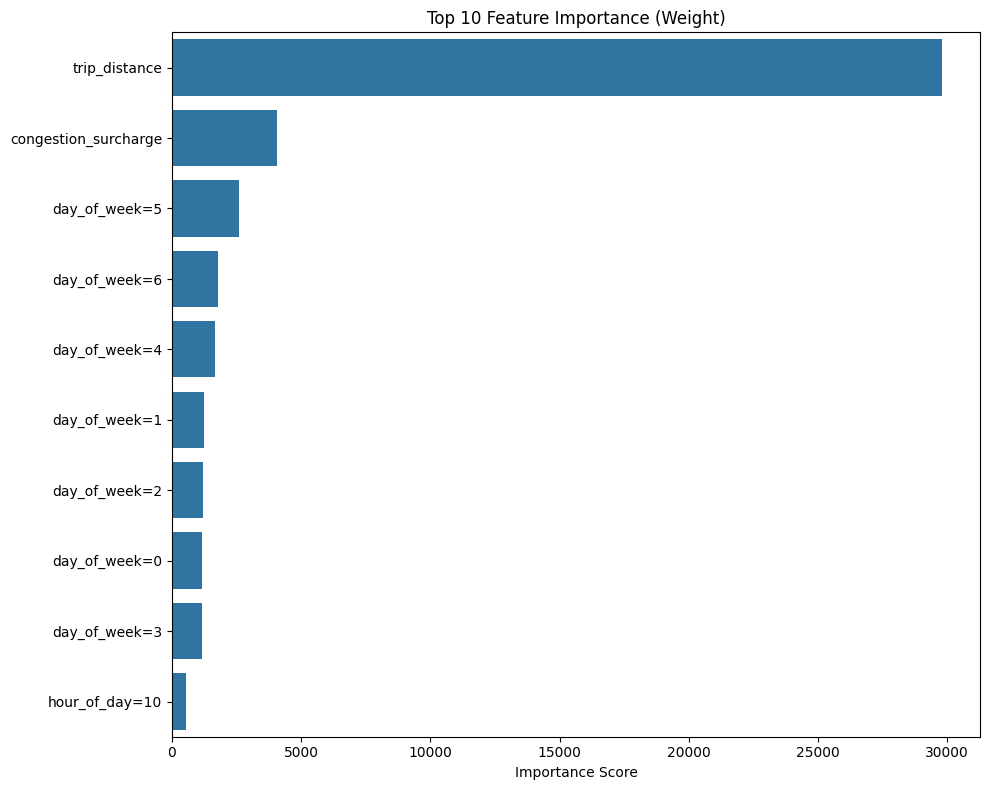 Top 10 Feature Importance (Weight)
trip_distance
congestion_surcharge
day_of_week=5
day_of_week=6
day_of_week=4
day_of_week=1
day_of_week=2
day_of_week=0
day_of_week=3
hour_of_day=10
0 5000 10000 15000 20000 25000 30000
Importance Score